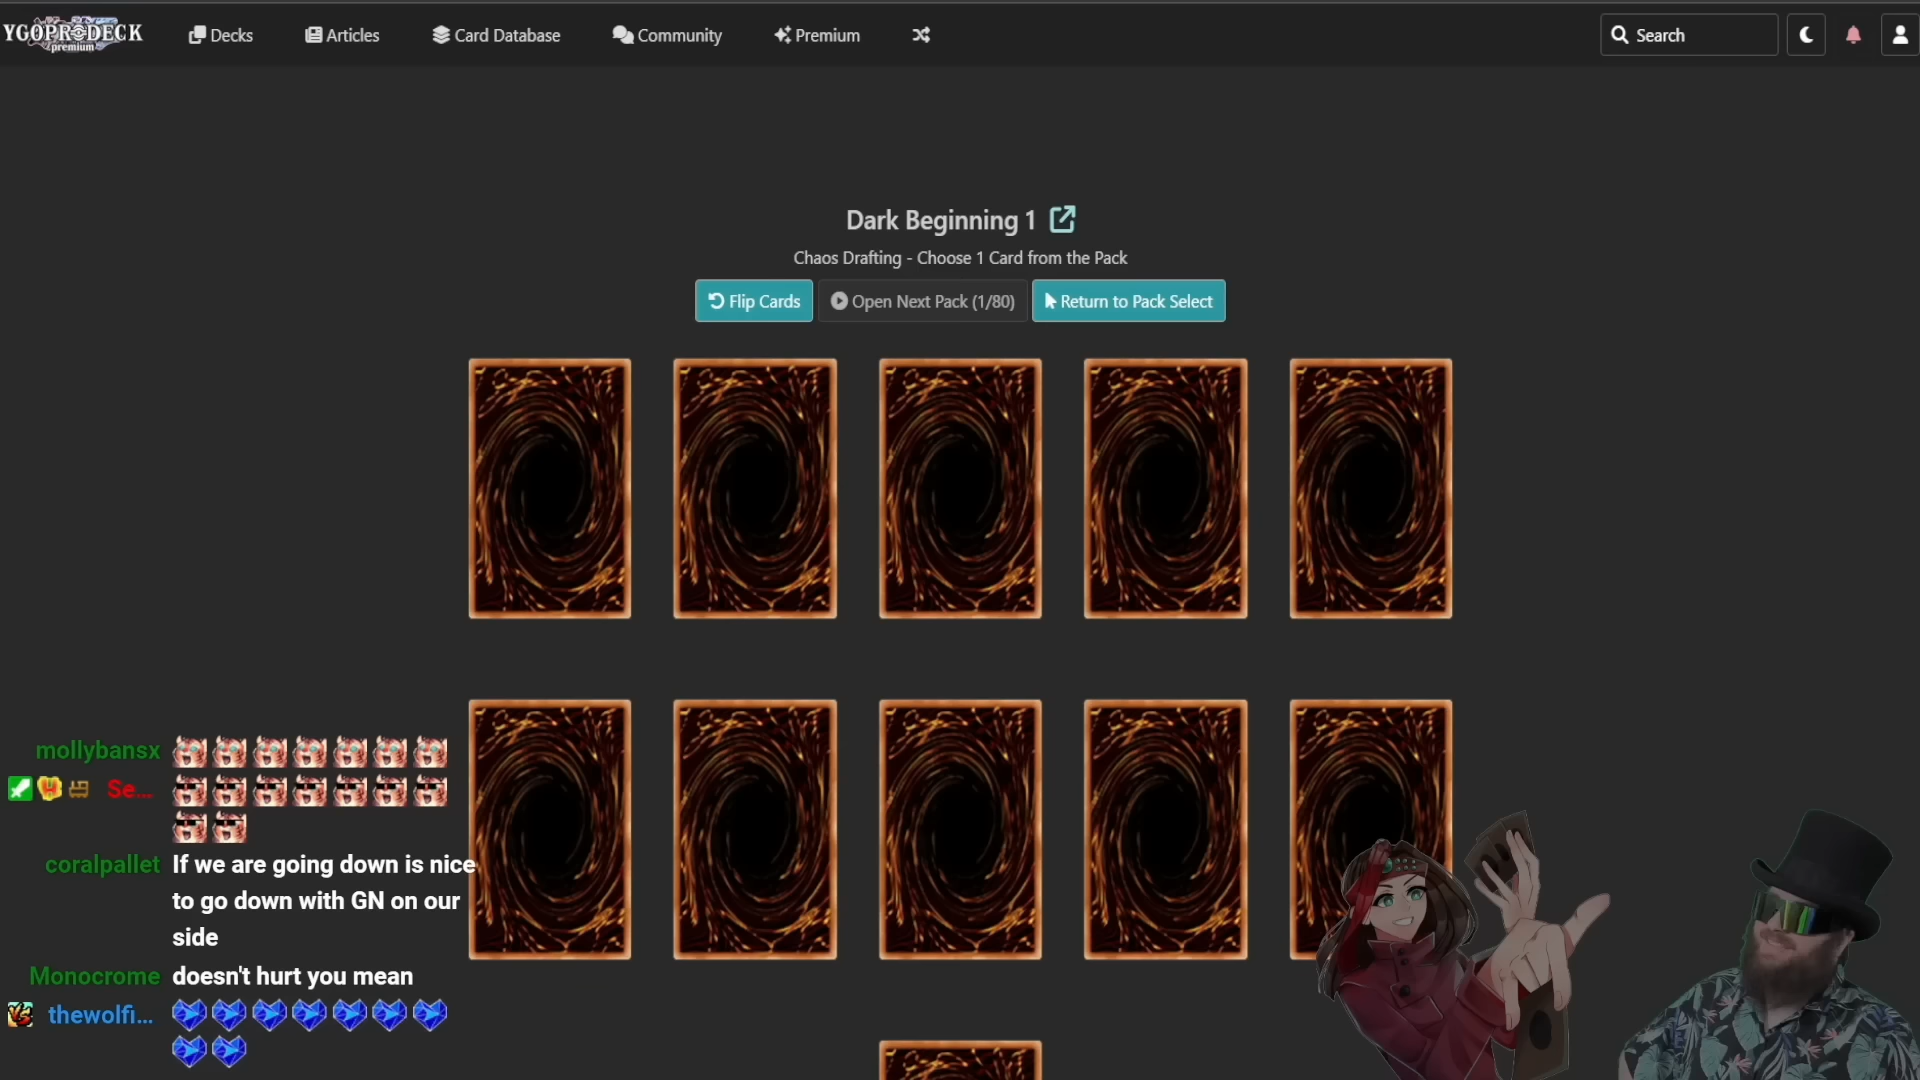 YGOPRODECK
premium
Decks
Articles
Card Database
Community
Premium
Search
Dark Beginning 1
Chaos Drafting - Choose 1 Card from the Pack
Flip Cards
Open Next Pack (1/80)
Return to Pack Select
mollybansx
Se...
coralpallet If we are going down is nice
to go down with GN on our
side
Monocrome doesn't hurt you mean
thewolfi...